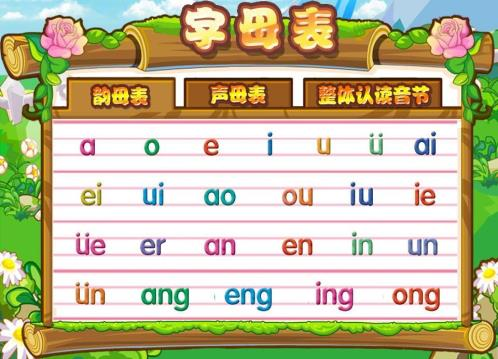 字母表
韵母表 声母表 整体认读音节
a o e i u ü ai
ei ui ao ou iu ie
üe er an en in un
ün ang eng ing ong